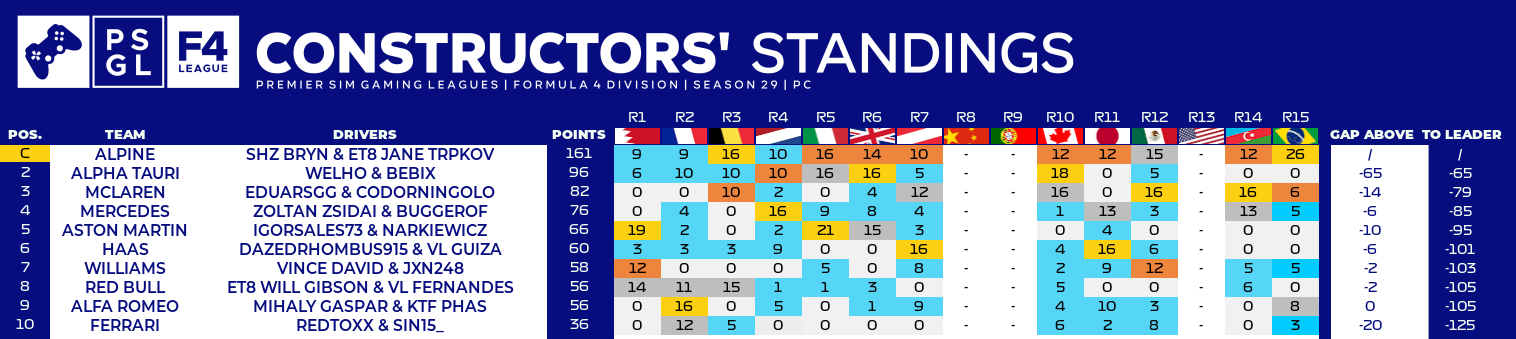 PS
GL
F4
LEAGUE
CONSTRUCTORS' STANDINGS
PREMIER SIM GAMING LEAGUES | FORMULA 4 DIVISION | SEASON 29 | PC
R1 R2 R3 R4 R5 R6 R7 R8 R9 R10 R11 R12 R13 R14 R15
POS. TEAM DRIVERS POINTS GAP ABOVE TO LEADER
C ALPINE SHZ BRYN & ET8 JANE TRPKOV 161 9 9 16 10 16 14 10 - - 12 12 15 - 12 26 / /
2 ALPHA TAURI WELHO & BEBIX 96 6 10 10 10 16 16 5 - - 18 0 5 - 0 0 -65 -65
3 MCLAREN EDUARSGG & CODORNINGOLO 82 0 0 10 2 0 4 12 - - 16 0 16 - 16 6 -14 -79
4 MERCEDES ZOLTAN ZSIDAI & BUGGEROF 76 0 4 0 16 9 8 4 - - 1 13 3 - 13 5 -6 -85
5 ASTON MARTIN IGORSALES73 & NARKIEWICZ 66 19 2 0 2 21 15 3 - - 0 4 0 - 0 0 -10 -95
6 HAAS DAZEDRHOMBUS915 & VL GUIZA 60 3 3 3 9 0 0 16 - - 4 16 6 - 0 0 -6 -101
7 WILLIAMS VINCE DAVID & JXN248 58 12 0 0 0 5 0 8 - - 2 9 12 - 5 5 -2 -103
8 RED BULL ET8 WILL GIBSON & VL FERNANDES 56 14 11 15 1 1 3 0 - - 5 0 0 - 6 0 -2 -105
9 ALFA ROMEO MIHALY GASPAR & KTF PHAS 56 0 16 0 5 0 1 9 - - 4 10 3 - 0 8 0 -105
10 FERRARI REDTOXX & SIN15_ 36 0 12 5 0 0 0 0 - - 6 2 8 - 0 3 -20 -125